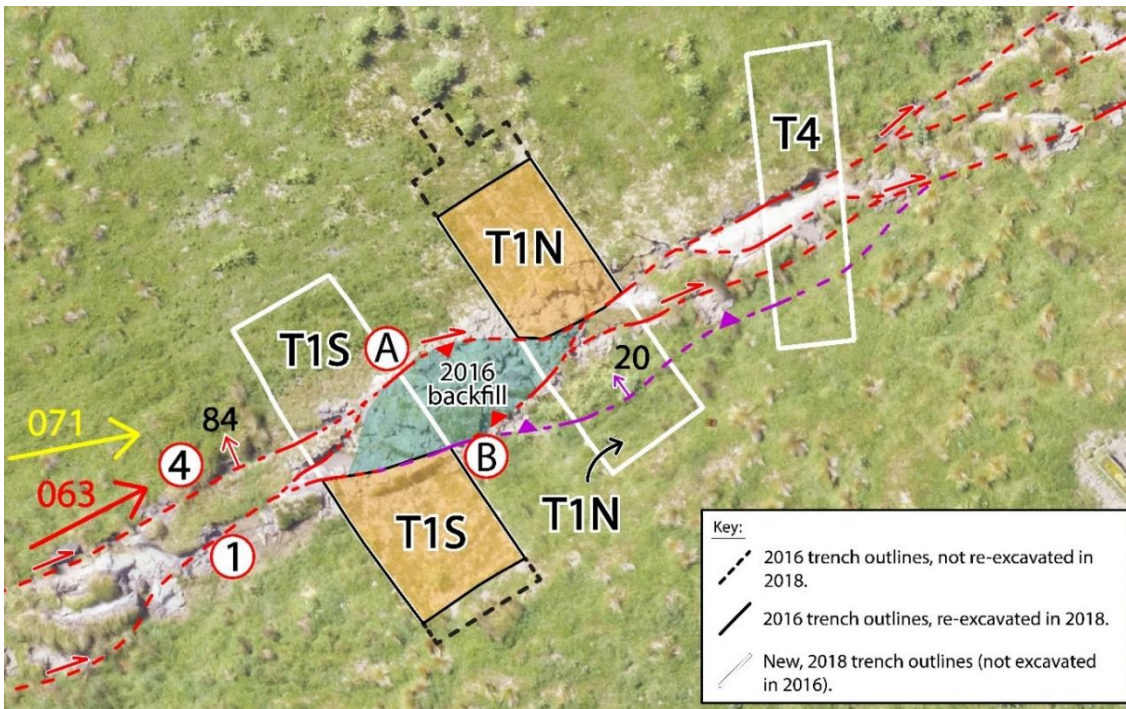 T4
T1N
T1S
A
2016
backfill
20
071
84
4
B
063
T1N
T1S
1
Key:
2016 trench outlines, not re-excavated in
2018.
2016 trench outlines, re-excavated in 2018.
New, 2018 trench outlines (not excavated
in 2016).